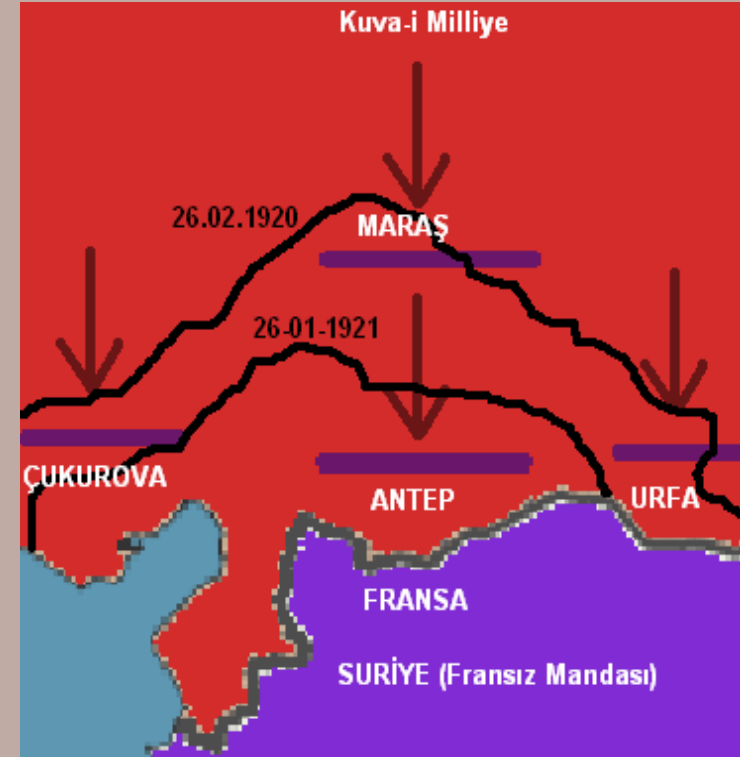 Kuva-i Milliye
26.02.1920
MARAŞ
26-01-1921
ÇUKUROVA
ANTEP
URFA
FRANSA
SURİYE (Fransız Mandası)